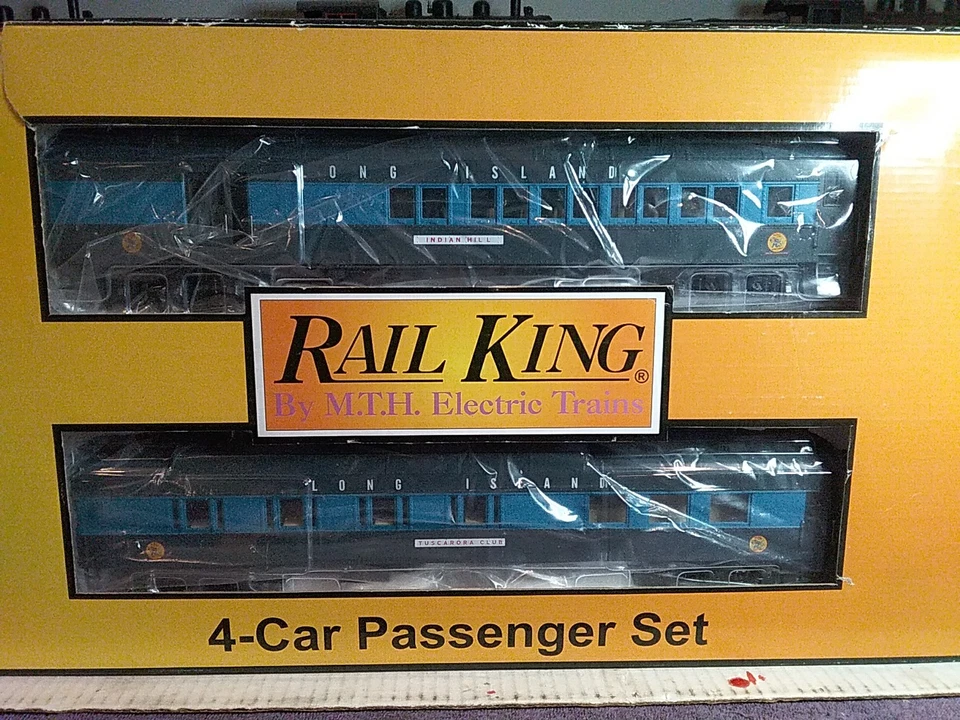 LONG ISLAND
INDIAN HILL
RAIL KING®
By M.T.H. Electric Trains
LONG ISLAND
TUSCARORA CLUB
4-Car Passenger Set